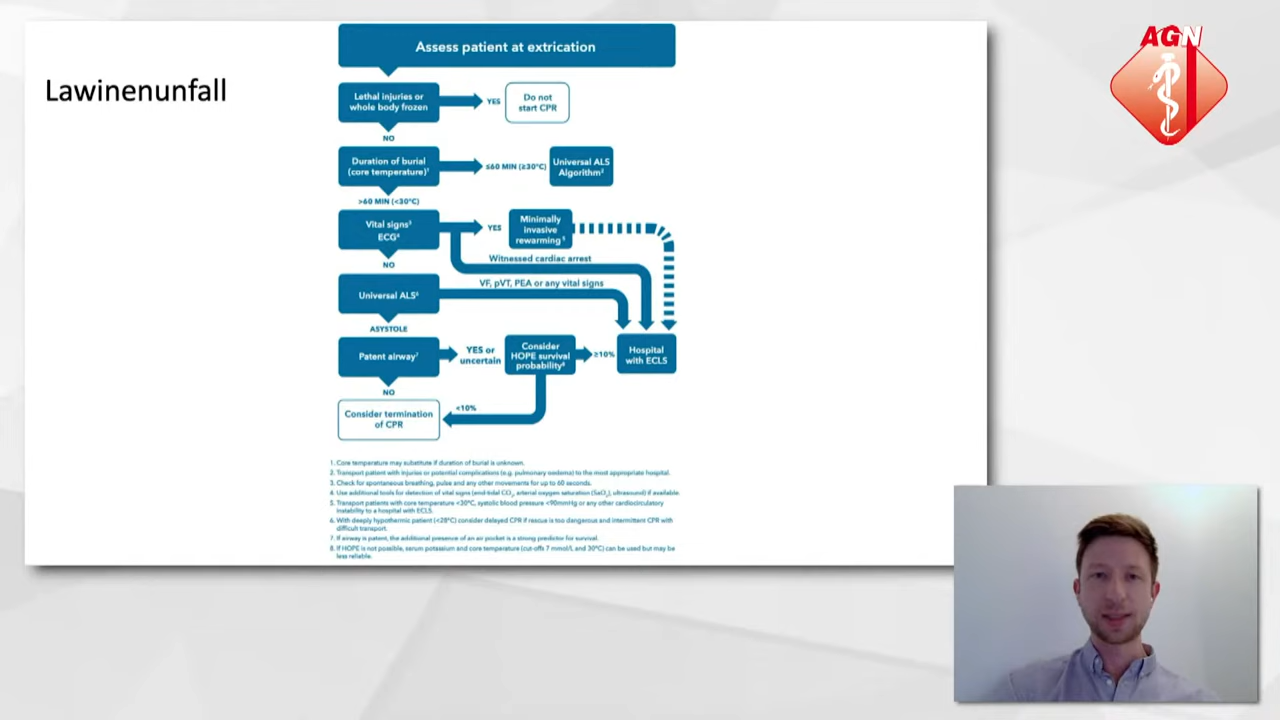 Lawinenunfall
AGN
Assess patient at extrication
Lethal injuries or
whole body frozen
YES
Do not
start CPR
NO
Duration of burial
(core temperature)¹
≤60 MIN (≥30°C)
Universal ALS
Algorithm²
>60 MIN (<30°C)
Vital signs³
ECG⁴
YES
Minimally
invasive
rewarming⁵
Witnessed cardiac arrest
NO
VF, pVT, PEA or any vital signs
Universal ALS⁶
ASYSTOLE
Patent airway⁷
YES or
uncertain
Consider
HOPE survival
probability⁸
≥10%
Hospital
with ECLS
NO
<10%
Consider termination
of CPR
1. Core temperature may substitute if duration of burial is unknown.
2. Transport patient with injuries or potential complications (e.g. pulmonary oedema) to the most appropriate hospital.
3. Check for spontaneous breathing, pulse and any other movements for up to 60 seconds.
4. Use additional tools for detection of vital signs (end-tidal CO₂, arterial oxygen saturation (SaO₂), ultrasound) if available.
5. Transport patients with core temperature <30°C, systolic blood pressure <90mmHg or any other cardiocirculatory
instability to a hospital with ECLS.
6. With deeply hypothermic patient (<28°C) consider delayed CPR if rescue is too dangerous and intermittent CPR with
difficult transport.
7. If airway is patent, the additional presence of an air pocket is a strong predictor for survival.
8. If HOPE is not possible, serum potassium and core temperature (cut-offs 7 mmol/L and 30°C) can be used but may be
less reliable.